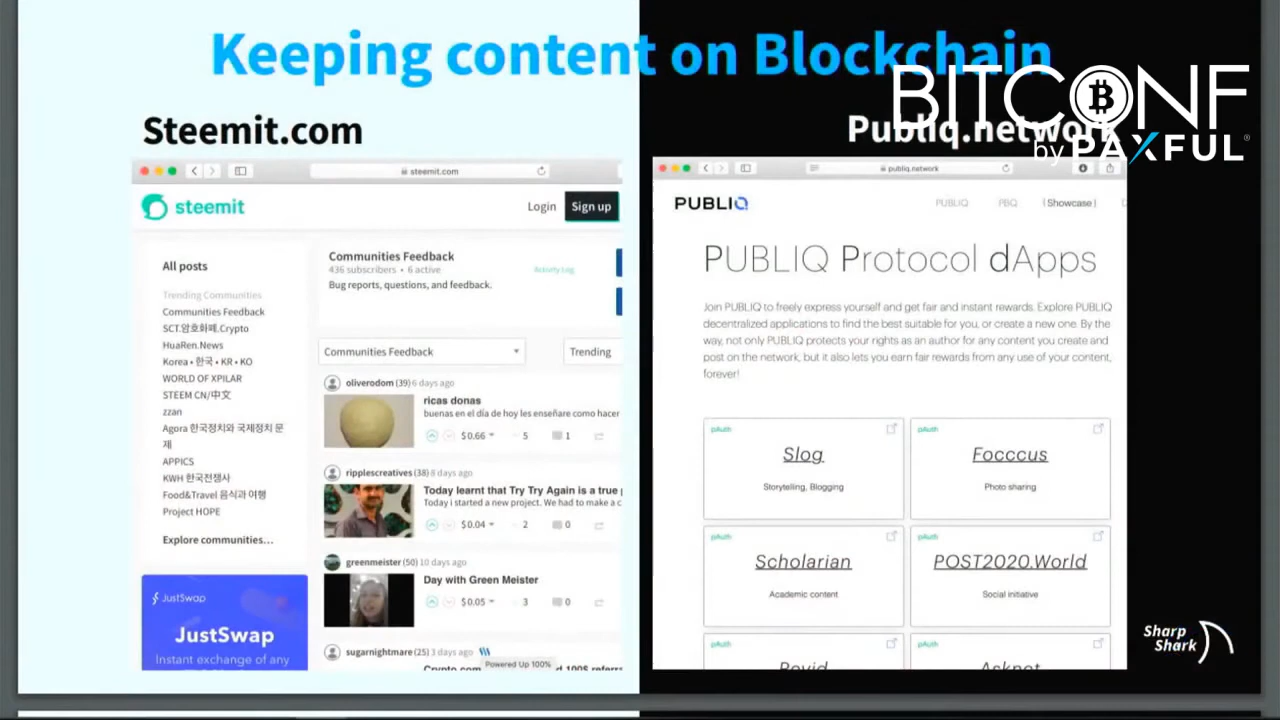 Keeping content on Blockchain
BITCONF
by PAXFUL
Steemit.com
Publiq.network
steemit.com
steemit
Login
Sign up
All posts
Trending Communities
Communities Feedback
SCT.암호화폐.Crypto
HuaRen.News
Korea • 한국 • KR • KO
WORLD OF XPILAR
STEEM CN/中文
zzan
Agora 한국정치와 국제정치 문
제
APPICS
KWH 한국전쟁사
Food&Travel 음식과 여행
Project HOPE
Explore communities...
JustSwap
JustSwap
Instant exchange of any
Communities Feedback
436 subscribers • 6 active
Activity Log
Bug reports, questions, and feedback.
Communities Feedback
Trending
oliverodom (39) 6 days ago
ricas donas
buenas en el día de hoy les enseñare como hacer
$0.66
5
1
ripplescreatives (38) 8 days ago
Today learnt that Try Try Again is a true
Today i started a new project. We had to make a
$0.04
2
0
greenmeister (50) 10 days ago
Day with Green Meister
$0.05
3
0
sugarnightmare (25) 3 days ago
Powered Up 100%
publiq.network
PUBLIQ
PUBLIQ
PBQ
Showcase
PUBLIQ Protocol dApps
Join PUBLIQ to freely express yourself and get fair and instant rewards. Explore PUBLIQ
decentralized applications to find the best suitable for you, or create a new one. By the
way, not only PUBLIQ protects your rights as an author for any content you create and
post on the network, but it also lets you earn fair rewards from any use of your content,
forever!
pAuth
Slog
Storytelling, Blogging
pAuth
Focccus
Photo sharing
pAuth
Scholarian
Academic content
pAuth
POST2020.World
Social initiative
pAuth
pAuth
Sharp
Shark